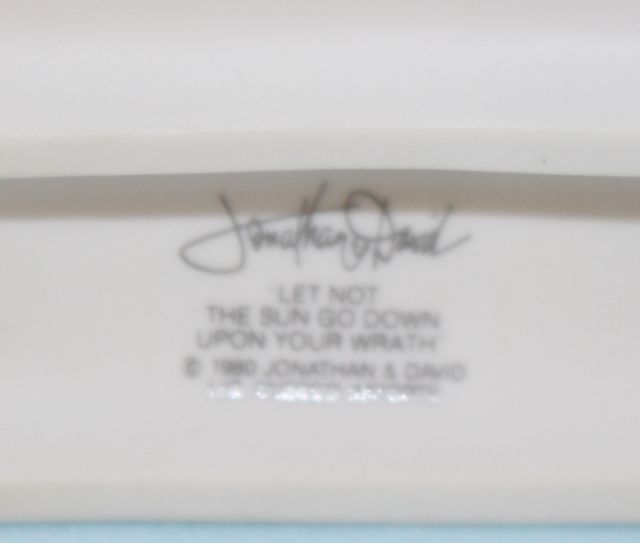 Jonathan & David
"LET NOT
THE SUN GO DOWN
UPON YOUR WRATH"
© 1980 JONATHAN & DAVID